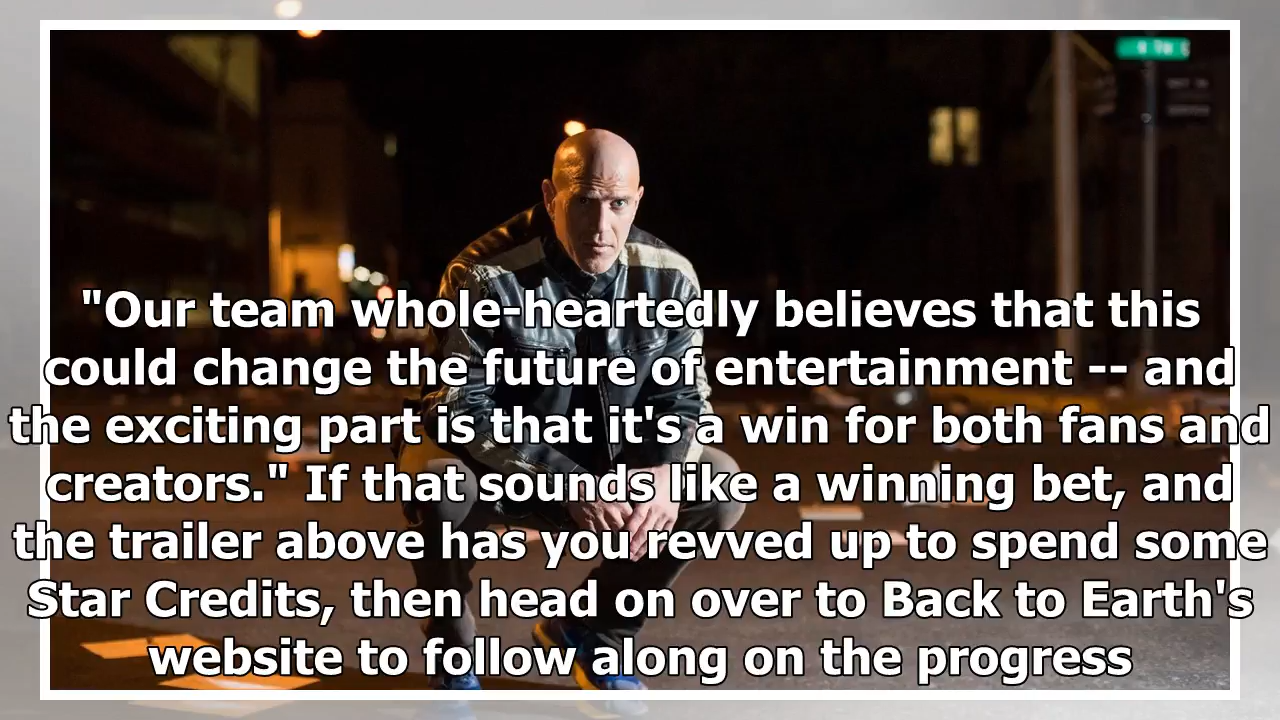 "Our team whole-heartedly believes that this
could change the future of entertainment -- and
the exciting part is that it's a win for both fans and
creators." If that sounds like a winning bet, and
the trailer above has you revved up to spend some
Star Credits, then head on over to Back to Earth's
website to follow along on the progress